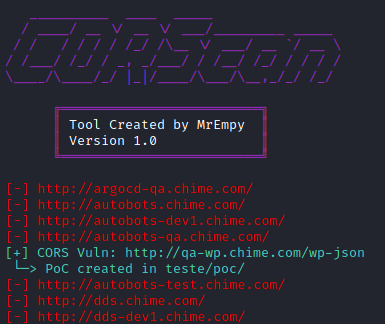 Tool Created by MrEmpy
Version 1.0
[-] http://argocd-qa.chime.com/
[-] http://autobots.chime.com/
[-] http://autobots-dev1.chime.com/
[-] http://autobots-qa.chime.com/
[+] CORS Vuln: http://qa-wp.chime.com/wp-json
└─> PoC created in teste/poc/
[-] http://autobots-test.chime.com/
[-] http://dds.chime.com/
[-] http://dds-dev1.chime.com/